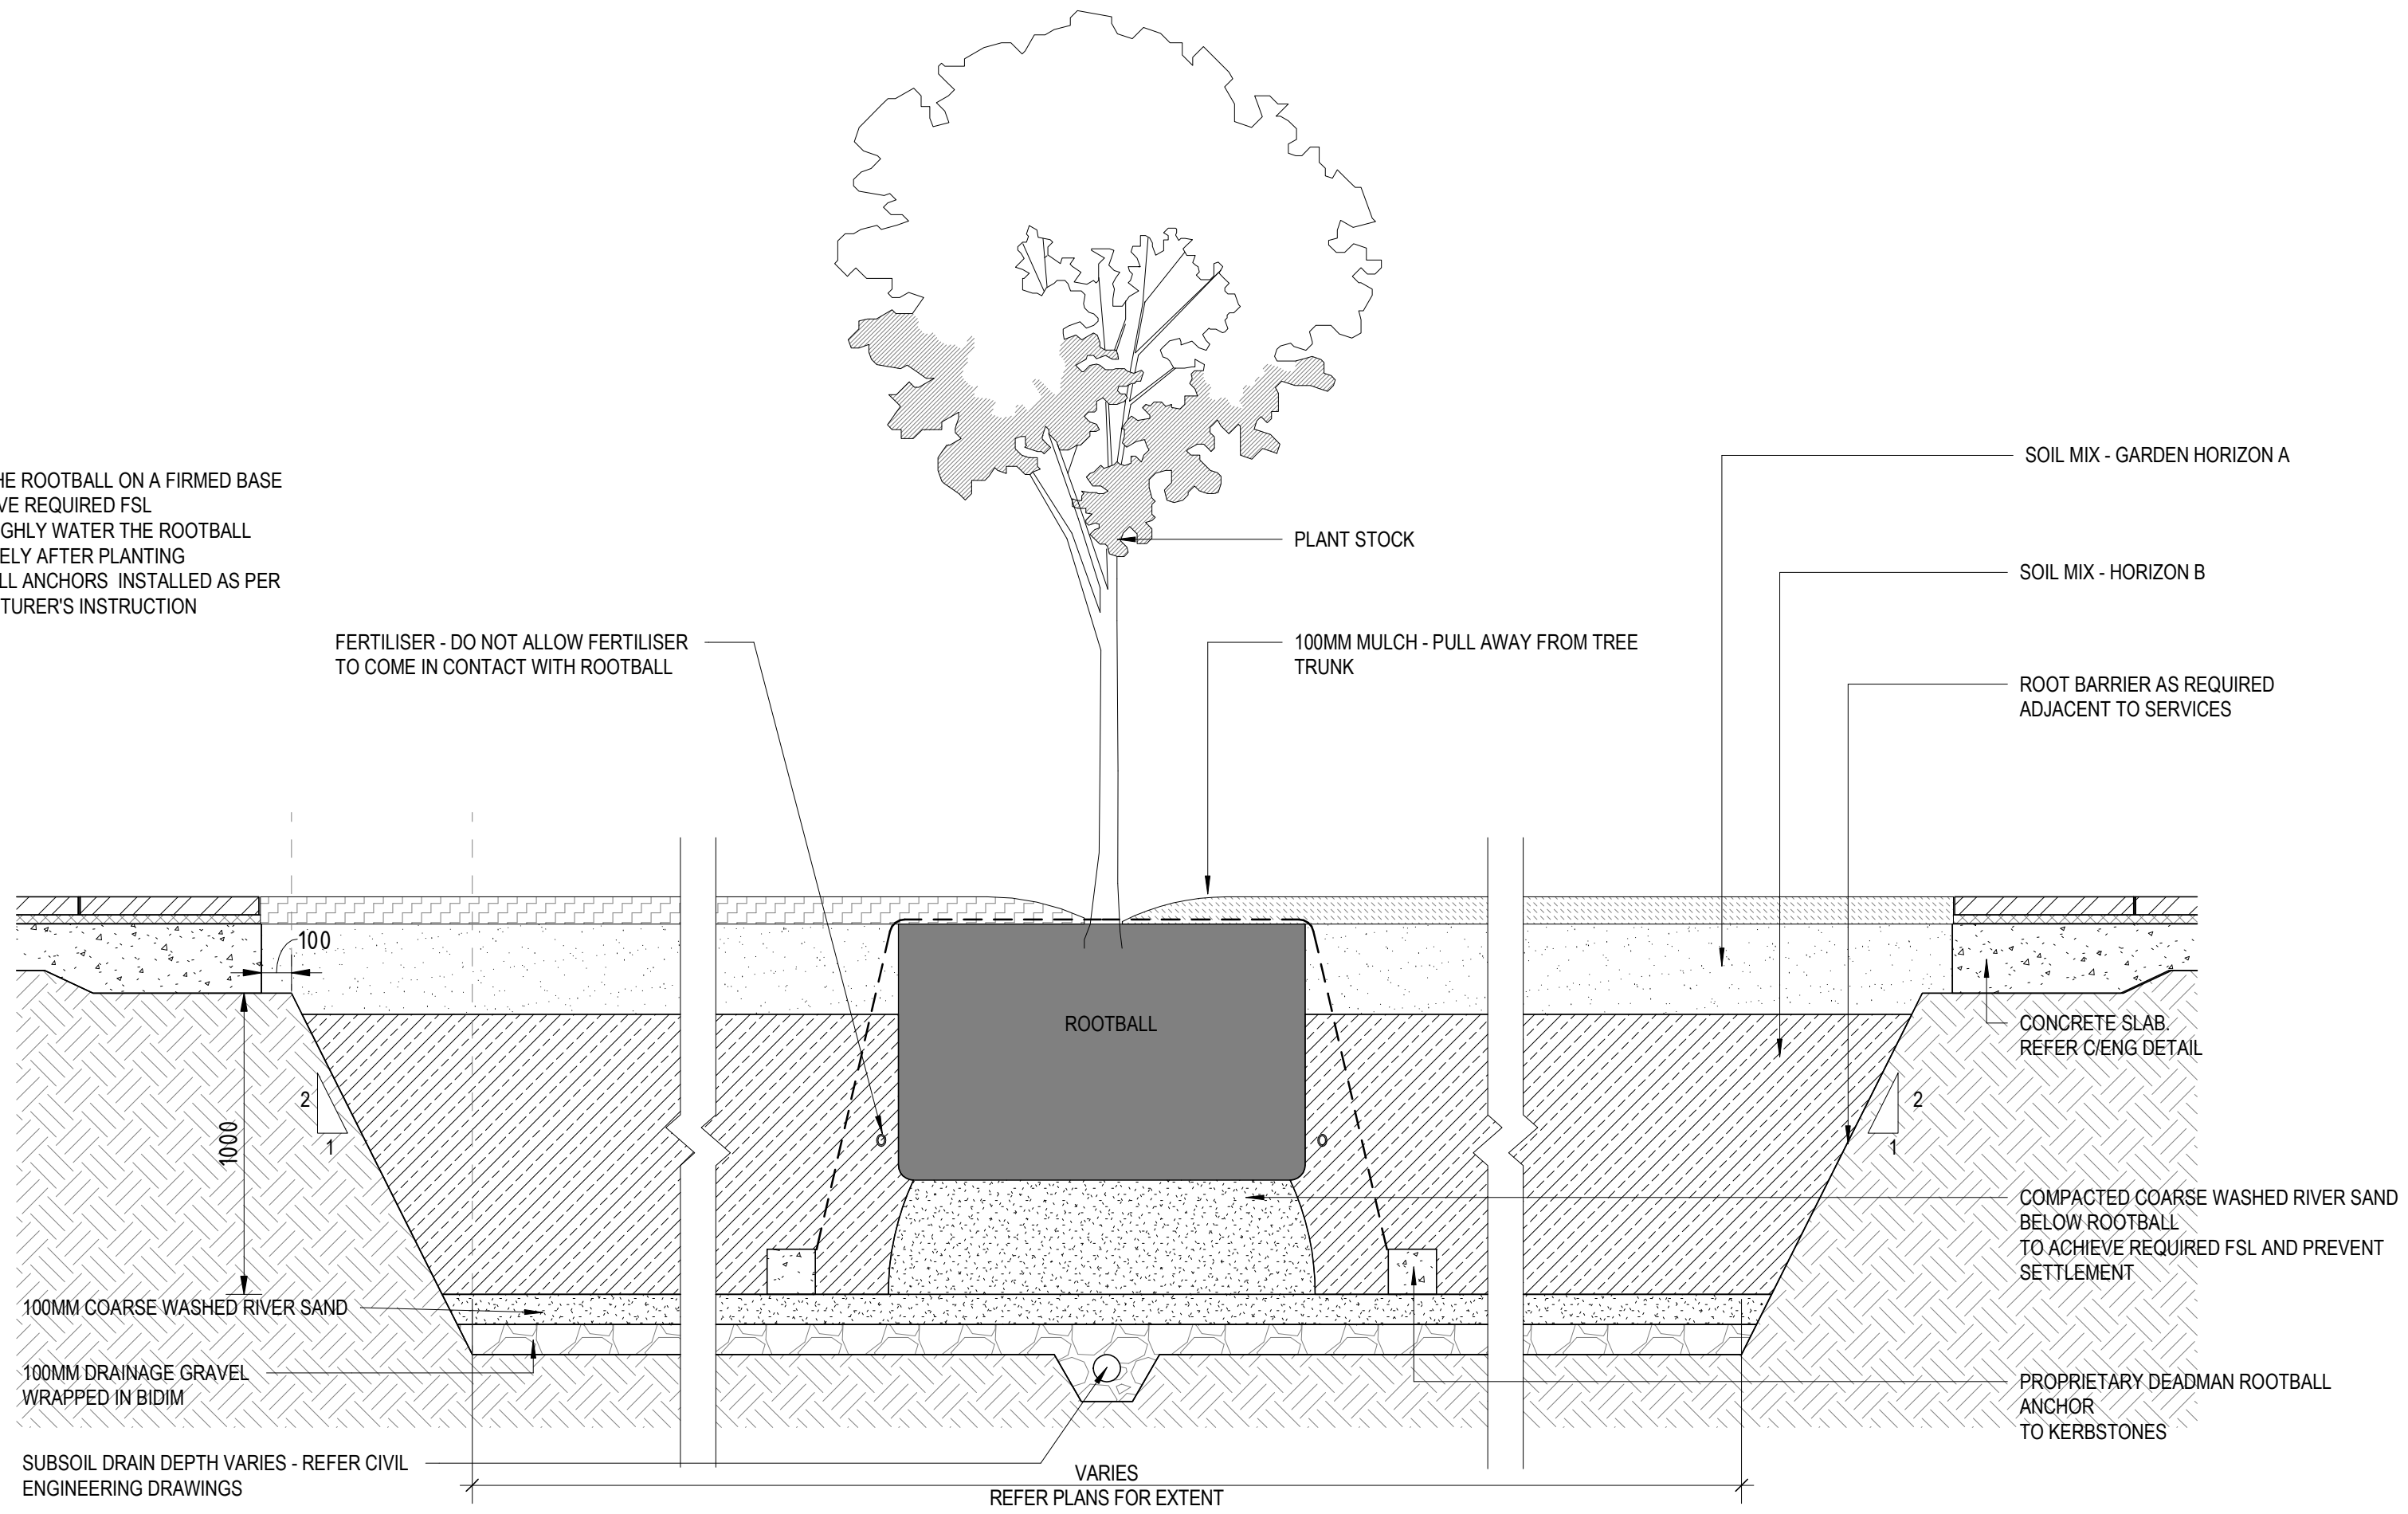 HE ROOTBALL ON A FIRMED BASE
VE REQUIRED FSL
GHLY WATER THE ROOTBALL
ELY AFTER PLANTING
LL ANCHORS  INSTALLED AS PER
TURER'S INSTRUCTION
FERTILISER - DO NOT ALLOW FERTILISER
TO COME IN CONTACT WITH ROOTBALL
PLANT STOCK
100MM MULCH - PULL AWAY FROM TREE
TRUNK
SOIL MIX - GARDEN HORIZON A
SOIL MIX - HORIZON B
ROOT BARRIER AS REQUIRED
ADJACENT TO SERVICES
100
ROOTBALL
CONCRETE SLAB.
REFER C/ENG DETAIL
2
1
1000
2
1
COMPACTED COARSE WASHED RIVER SAND
BELOW ROOTBALL
TO ACHIEVE REQUIRED FSL AND PREVENT
SETTLEMENT
100MM COARSE WASHED RIVER SAND
100MM DRAINAGE GRAVEL
WRAPPED IN BIDIM
PROPRIETARY DEADMAN ROOTBALL
ANCHOR
TO KERBSTONES
SUBSOIL DRAIN DEPTH VARIES - REFER CIVIL
ENGINEERING DRAWINGS
VARIES
REFER PLANS FOR EXTENT